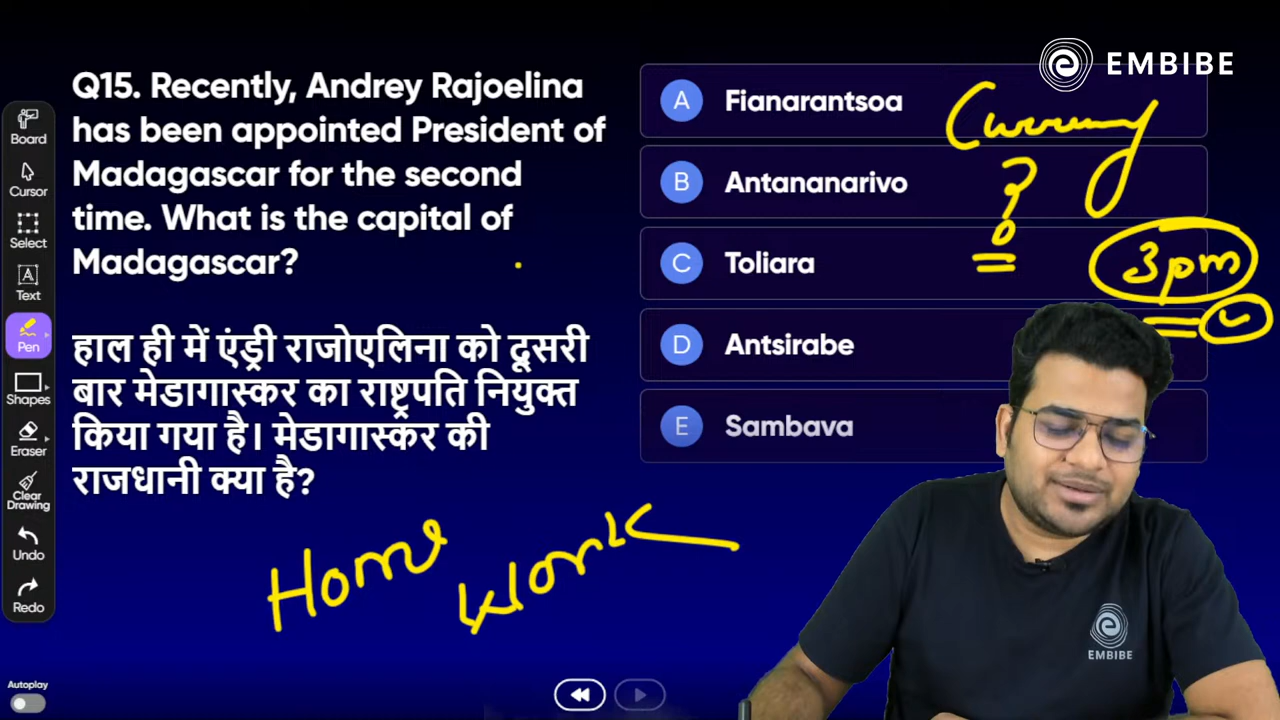 EMBIBE
Q15. Recently, Andrey Rajoelina
has been appointed President of
Madagascar for the second
time. What is the capital of
Madagascar?
हाल ही में एंड्री राजोएलिना को दूसरी
बार मेडागास्कर का राष्ट्रपति नियुक्त
किया गया है। मेडागास्कर की
राजधानी क्या है?
A Fianarantsoa
B Antananarivo
C Toliara
D Antsirabe
E Sambava
Currency
?
3pm
Home
Work
Board
Cursor
Select
A
Text
Pen
Shapes
Eraser
Clear
Drawing
Undo
Redo
Autoplay
e
EMBIBE